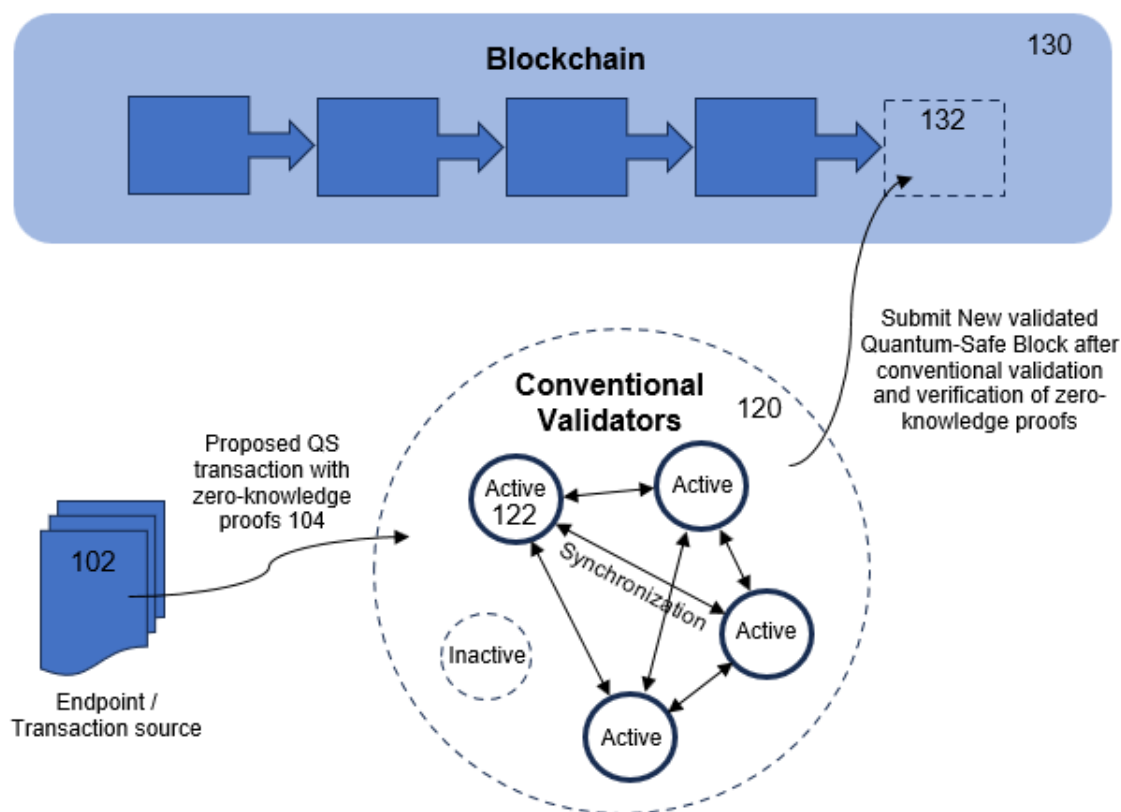 Blockchain
130
132
Submit New validated
Quantum-Safe Block after
conventional validation
and verification of zero-
knowledge proofs
Conventional
Validators
120
Proposed QS
transaction with
zero-knowledge
proofs 104
Active
122
Active
Synchronization
102
Active
Inactive
Active
Endpoint /
Transaction source